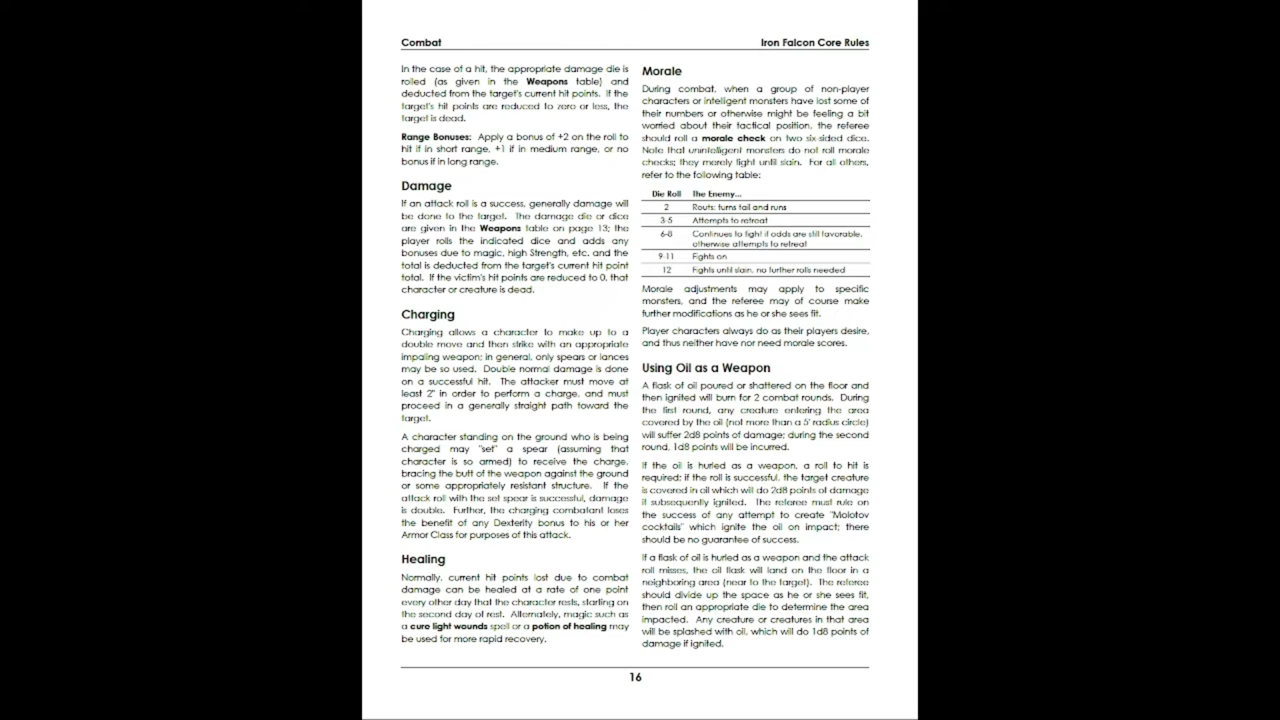 Combat
Iron Falcon Core Rules
In the case of a hit, the appropriate damage die is
rolled (as given in the Weapons table) and
deducted from the target's current hit points. If the
target's hit points are reduced to zero or less, the
target is dead.
Range Bonuses: Apply a bonus of +2 on the roll to
hit if in short range, +1 if in medium range, or no
bonus if in long range.
Damage
If an attack roll is a success, generally damage will
be done to the target. The damage die or dice
are given in the Weapons table on page 13; the
player rolls the indicated dice and adds any
bonuses due to magic, high Strength, etc. and the
total is deducted from the target's current hit point
total. If the victim's hit points are reduced to 0, that
character or creature is dead.
Charging
Charging allows a character to make up to a
double move and then strike with an appropriate
impaling weapon; in general, only spears or lances
may be so used. Double normal damage is done
on a successful hit. The attacker must move at
least 2" in order to perform a charge, and must
proceed in a generally straight path toward the
target.
A character standing on the ground who is being
charged may "set" a spear (assuming that
character is so armed) to receive the charge,
bracing the butt of the weapon against the ground
or some appropriately resistant structure. If the
attack roll with the set spear is successful, damage
is double. Further, the charging combatant loses
the benefit of any Dexterity bonus to his or her
Armor Class for purposes of this attack.
Healing
Normally, current hit points lost due to combat
damage can be healed at a rate of one point
every other day that the character rests, starting on
the second day of rest. Alternately, magic such as
a cure light wounds spell or a potion of healing may
be used for more rapid recovery.
Morale
During combat, when a group of non-player
characters or intelligent monsters have lost some of
their numbers or otherwise might be feeling a bit
worried about their tactical position, the referee
should roll a morale check on two six-sided dice.
Note that unintelligent monsters do not roll morale
checks; they merely fight until slain. For all others,
refer to the following table:
Die Roll The Enemy...
2 Routs: turns tail and runs
3-5 Attempts to retreat
6-8 Continues to fight if odds are still favorable,
otherwise attempts to retreat
9-11 Fights on
12 Fights until slain, no further rolls needed
Morale adjustments may apply to specific
monsters, and the referee may of course make
further modifications as he or she sees fit.
Player characters always do as their players desire,
and thus neither have nor need morale scores.
Using Oil as a Weapon
A flask of oil poured or shattered on the floor and
then ignited will burn for 2 combat rounds. During
the first round, any creature entering the area
covered by the oil (not more than a 5' radius circle)
will suffer 2d8 points of damage; during the second
round, 1d8 points will be incurred.
If the oil is hurled as a weapon, a roll to hit is
required; if the roll is successful, the target creature
is covered in oil which will do 2d8 points of damage
if subsequently ignited. The referee must rule on
the success of any attempt to create "Molotov
cocktails" which ignite the oil on impact; there
should be no guarantee of success.
If a flask of oil is hurled as a weapon and the attack
roll misses, the oil flask will land on the floor in a
neighboring area (near to the target). The referee
should divide up the space as he or she sees fit,
then roll an appropriate die to determine the area
impacted. Any creature or creatures in that area
will be splashed with oil, which will do 1d8 points of
damage if ignited.
16